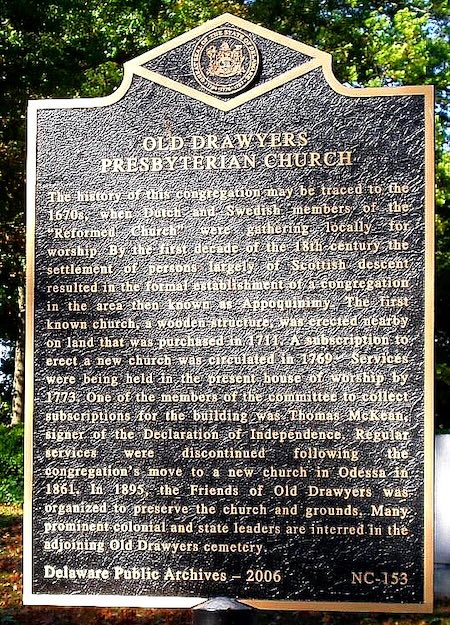 OLD DRAWYERS
PRESBYTERIAN CHURCH
The history of this congregation may be traced to the
1670s, when Dutch and Swedish members of the
"Reformed Church" were gathering locally for
worship. By the first decade of the 18th century the
settlement of persons largely of Scottish descent
resulted in the formal establishment of a congregation
in the area then known as Appoquinimy. The first
known church, a wooden structure, was erected nearby
on land that was purchased in 1711. A subscription to
erect a new church was circulated in 1769. Services
were being held in the present house of worship by
1773. One of the members of the committee to collect
subscriptions for the building was Thomas McKean,
signer of the Declaration of Independence. Regular
services were discontinued following the
congregation's move to a new church in Odessa in
1861. In 1895, the Friends of Old Drawyers was
organized to preserve the church and grounds. Many
prominent colonial and state leaders are interred in the
adjoining Old Drawyers cemetery.
Delaware Public Archives – 2006 NC-153